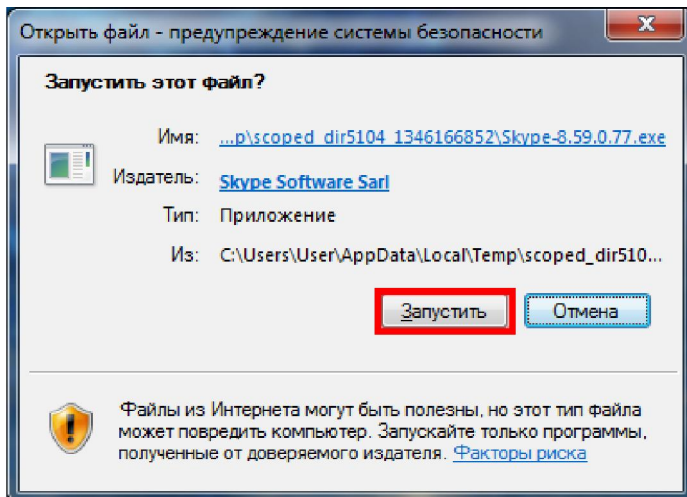 Открыть файл - предупреждение системы безопасности
Запустить этот файл?
Имя: ...p\scoped_dir5104_1346166852\Skype-8.59.0.77.exe
Издатель: Skype Software Sarl
Тип: Приложение
Из: C:\Users\User\AppData\Local\Temp\scoped_dir510...
Запустить Отмена
Файлы из Интернета могут быть полезны, но этот тип файла
может повредить компьютер. Запускайте только программы,
полученные от доверяемого издателя. Факторы риска